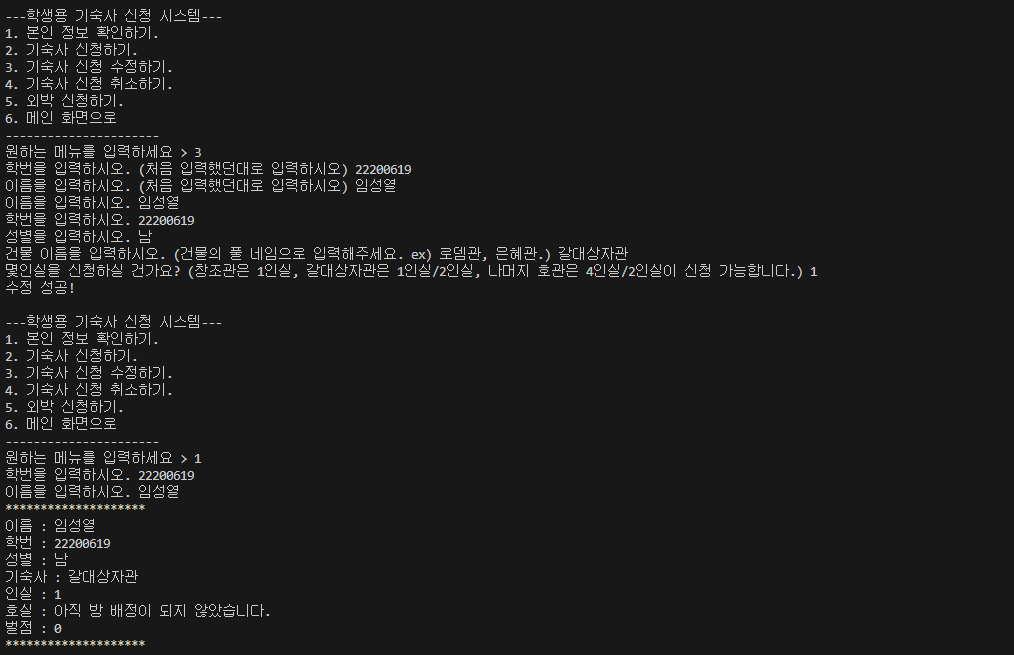 ---학생용 기숙사 신청 시스템---
1. 본인 정보 확인하기.
2. 기숙사 신청하기.
3. 기숙사 신청 수정하기.
4. 기숙사 신청 취소하기.
5. 외박 신청하기.
6. 메인 화면으로
----------------------
원하는 메뉴를 입력하세요 > 3
학번을 입력하시오. (처음 입력했던대로 입력하시오) 22200619
이름을 입력하시오. (처음 입력했던대로 입력하시오) 임성열
이름을 입력하시오. 임성열
학번을 입력하시오. 22200619
성별을 입력하시오. 남
건물 이름을 입력하시오. (건물의 풀 네임으로 입력해주세요. ex) 로뎀관, 은혜관.) 갈대상자관
몇인실을 신청하실 건가요? (창조관은 1인실, 갈대상자관은 1인실/2인실, 나머지 호관은 4인실/2인실이 신청 가능합니다.) 1
수정 성공!
---학생용 기숙사 신청 시스템---
1. 본인 정보 확인하기.
2. 기숙사 신청하기.
3. 기숙사 신청 수정하기.
4. 기숙사 신청 취소하기.
5. 외박 신청하기.
6. 메인 화면으로
----------------------
원하는 메뉴를 입력하세요 > 1
학번을 입력하시오. 22200619
이름을 입력하시오. 임성열
********************
이름 : 임성열
학번 : 22200619
성별 : 남
기숙사 : 갈대상자관
인실 : 1
호실 : 아직 방 배정이 되지 않았습니다.
벌점 : 0
********************